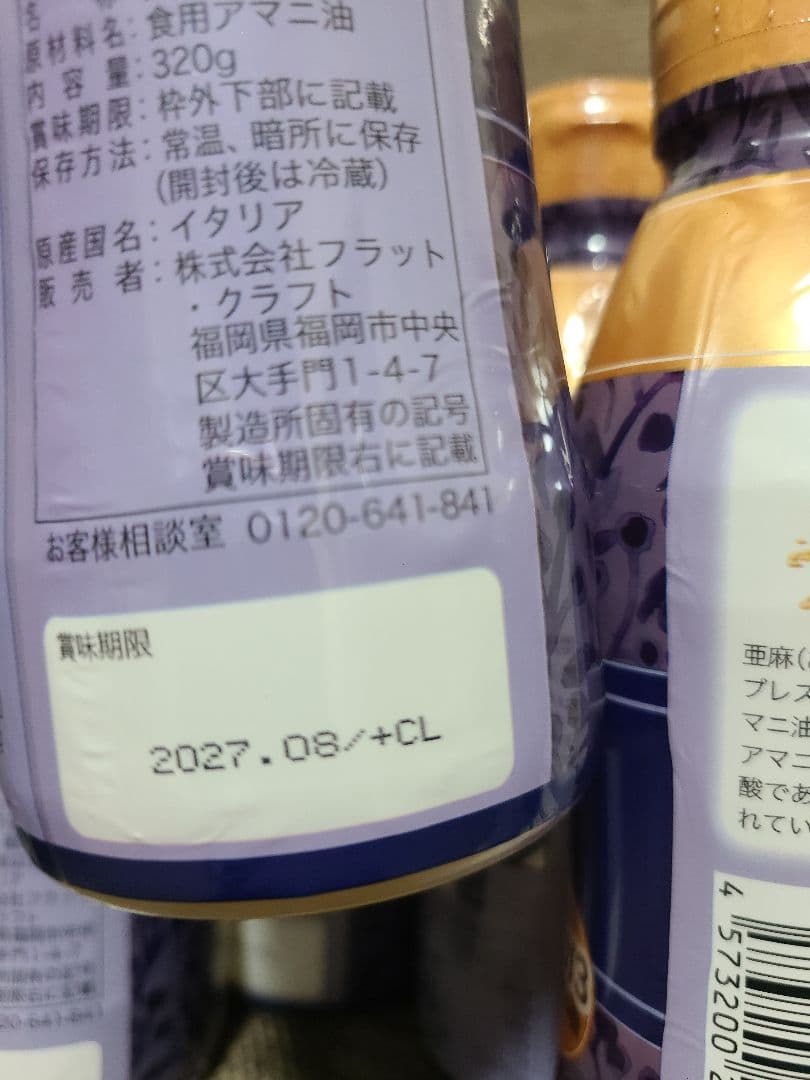 原材料名：食用アマニ油
内 容 量：320g
賞味期限：枠外下部に記載
保存方法：常温、暗所に保存
(開封後は冷蔵)
原産国名：イタリア
販 売 者：株式会社フラット
・クラフト
福岡県福岡市中央
区大手門1-4-7
製造所固有の記号
賞味期限右に記載
お客様相談室 0120-641-841
賞味期限
2027.08/+CL
亜麻(
プレス
マニ油
アマニ
酸であ
れてい
4 573200